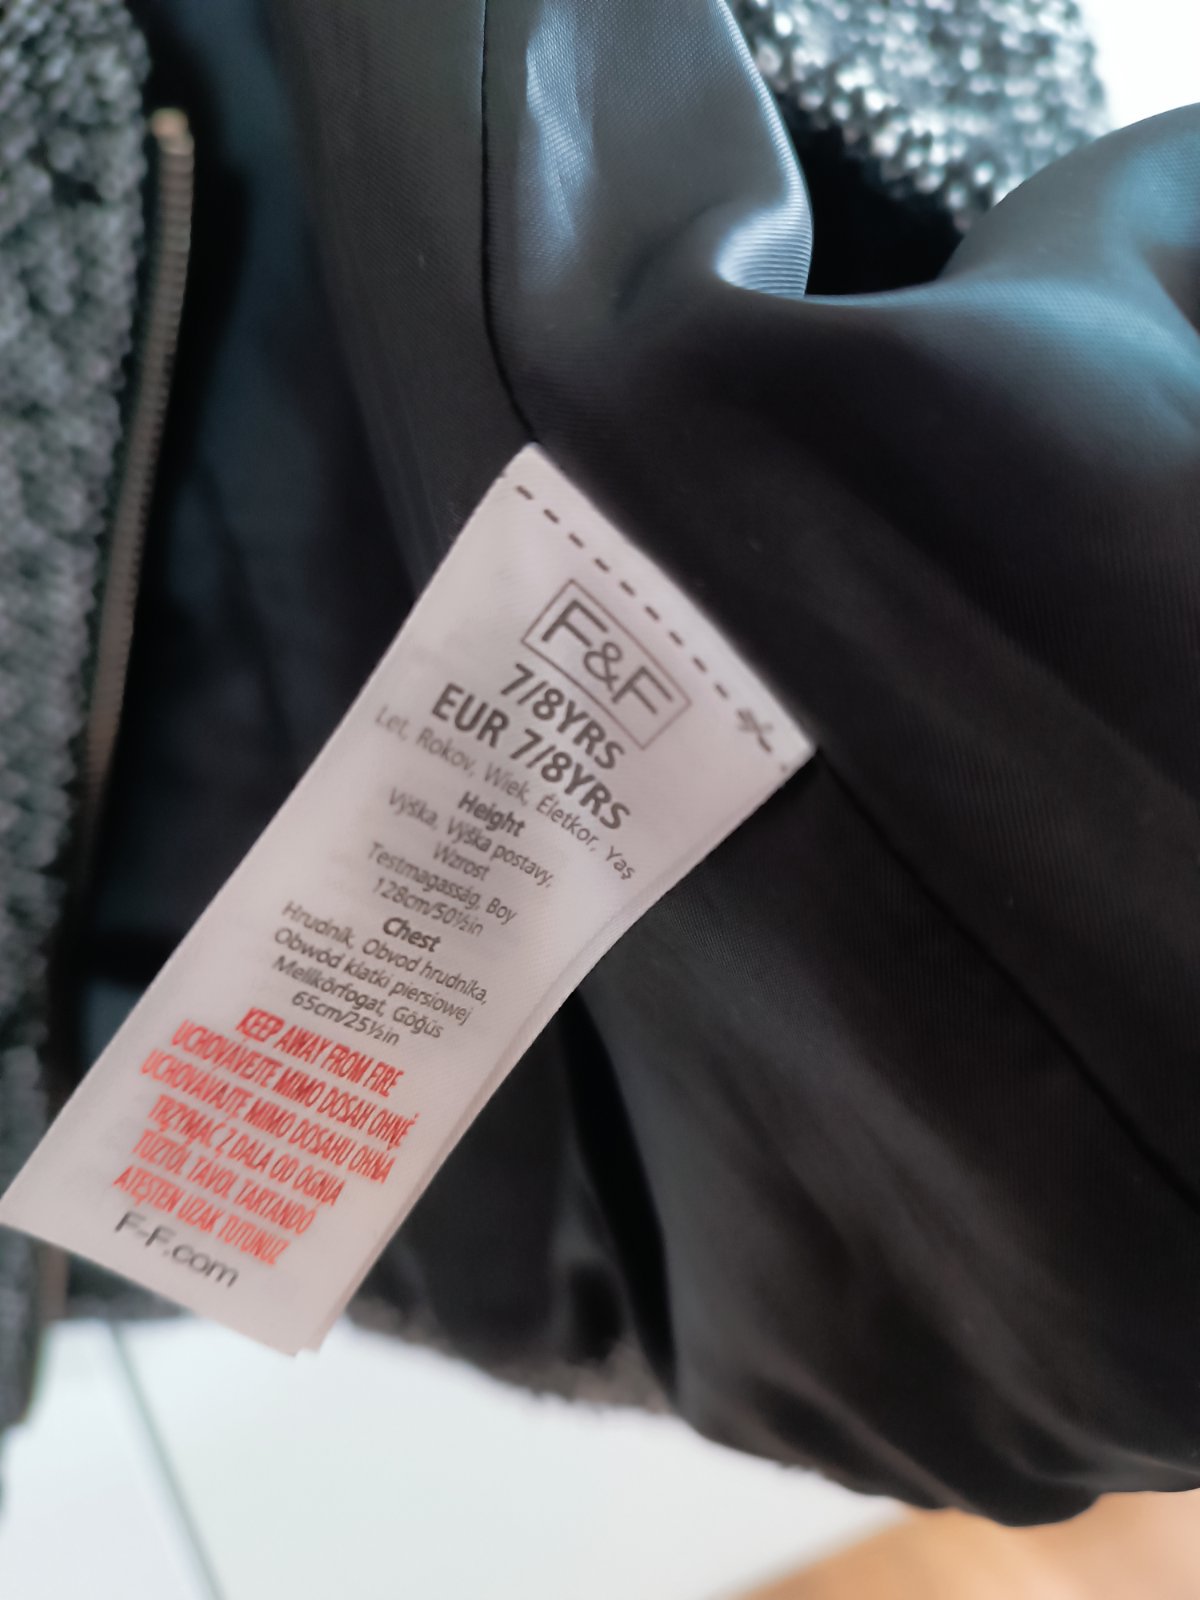 F&F
7/8YRS
EUR 7/8YRS
Let, Rokov, Wiek, Életkor, Yaş
Height
Výška, Výška postavy,
Wzrost
Testmagasság, Boy
128cm/50½in
Chest
Hrudník, Obvod hrudníka,
Obwód klatki piersiowej
Mellkörfogat, Göğüs
65cm/25½in
KEEP AWAY FROM FIRE
UCHOVÁVEJTE MIMO DOSAH OHNĚ
UCHOVÁVAJTE MIMO DOSAHU OHŇA
TRZYMAĆ Z DALA OD OGNIA
TŰZTŐL TÁVOL TARTANDÓ
ATEŞTEN UZAK TUTUNUZ
F-F.com